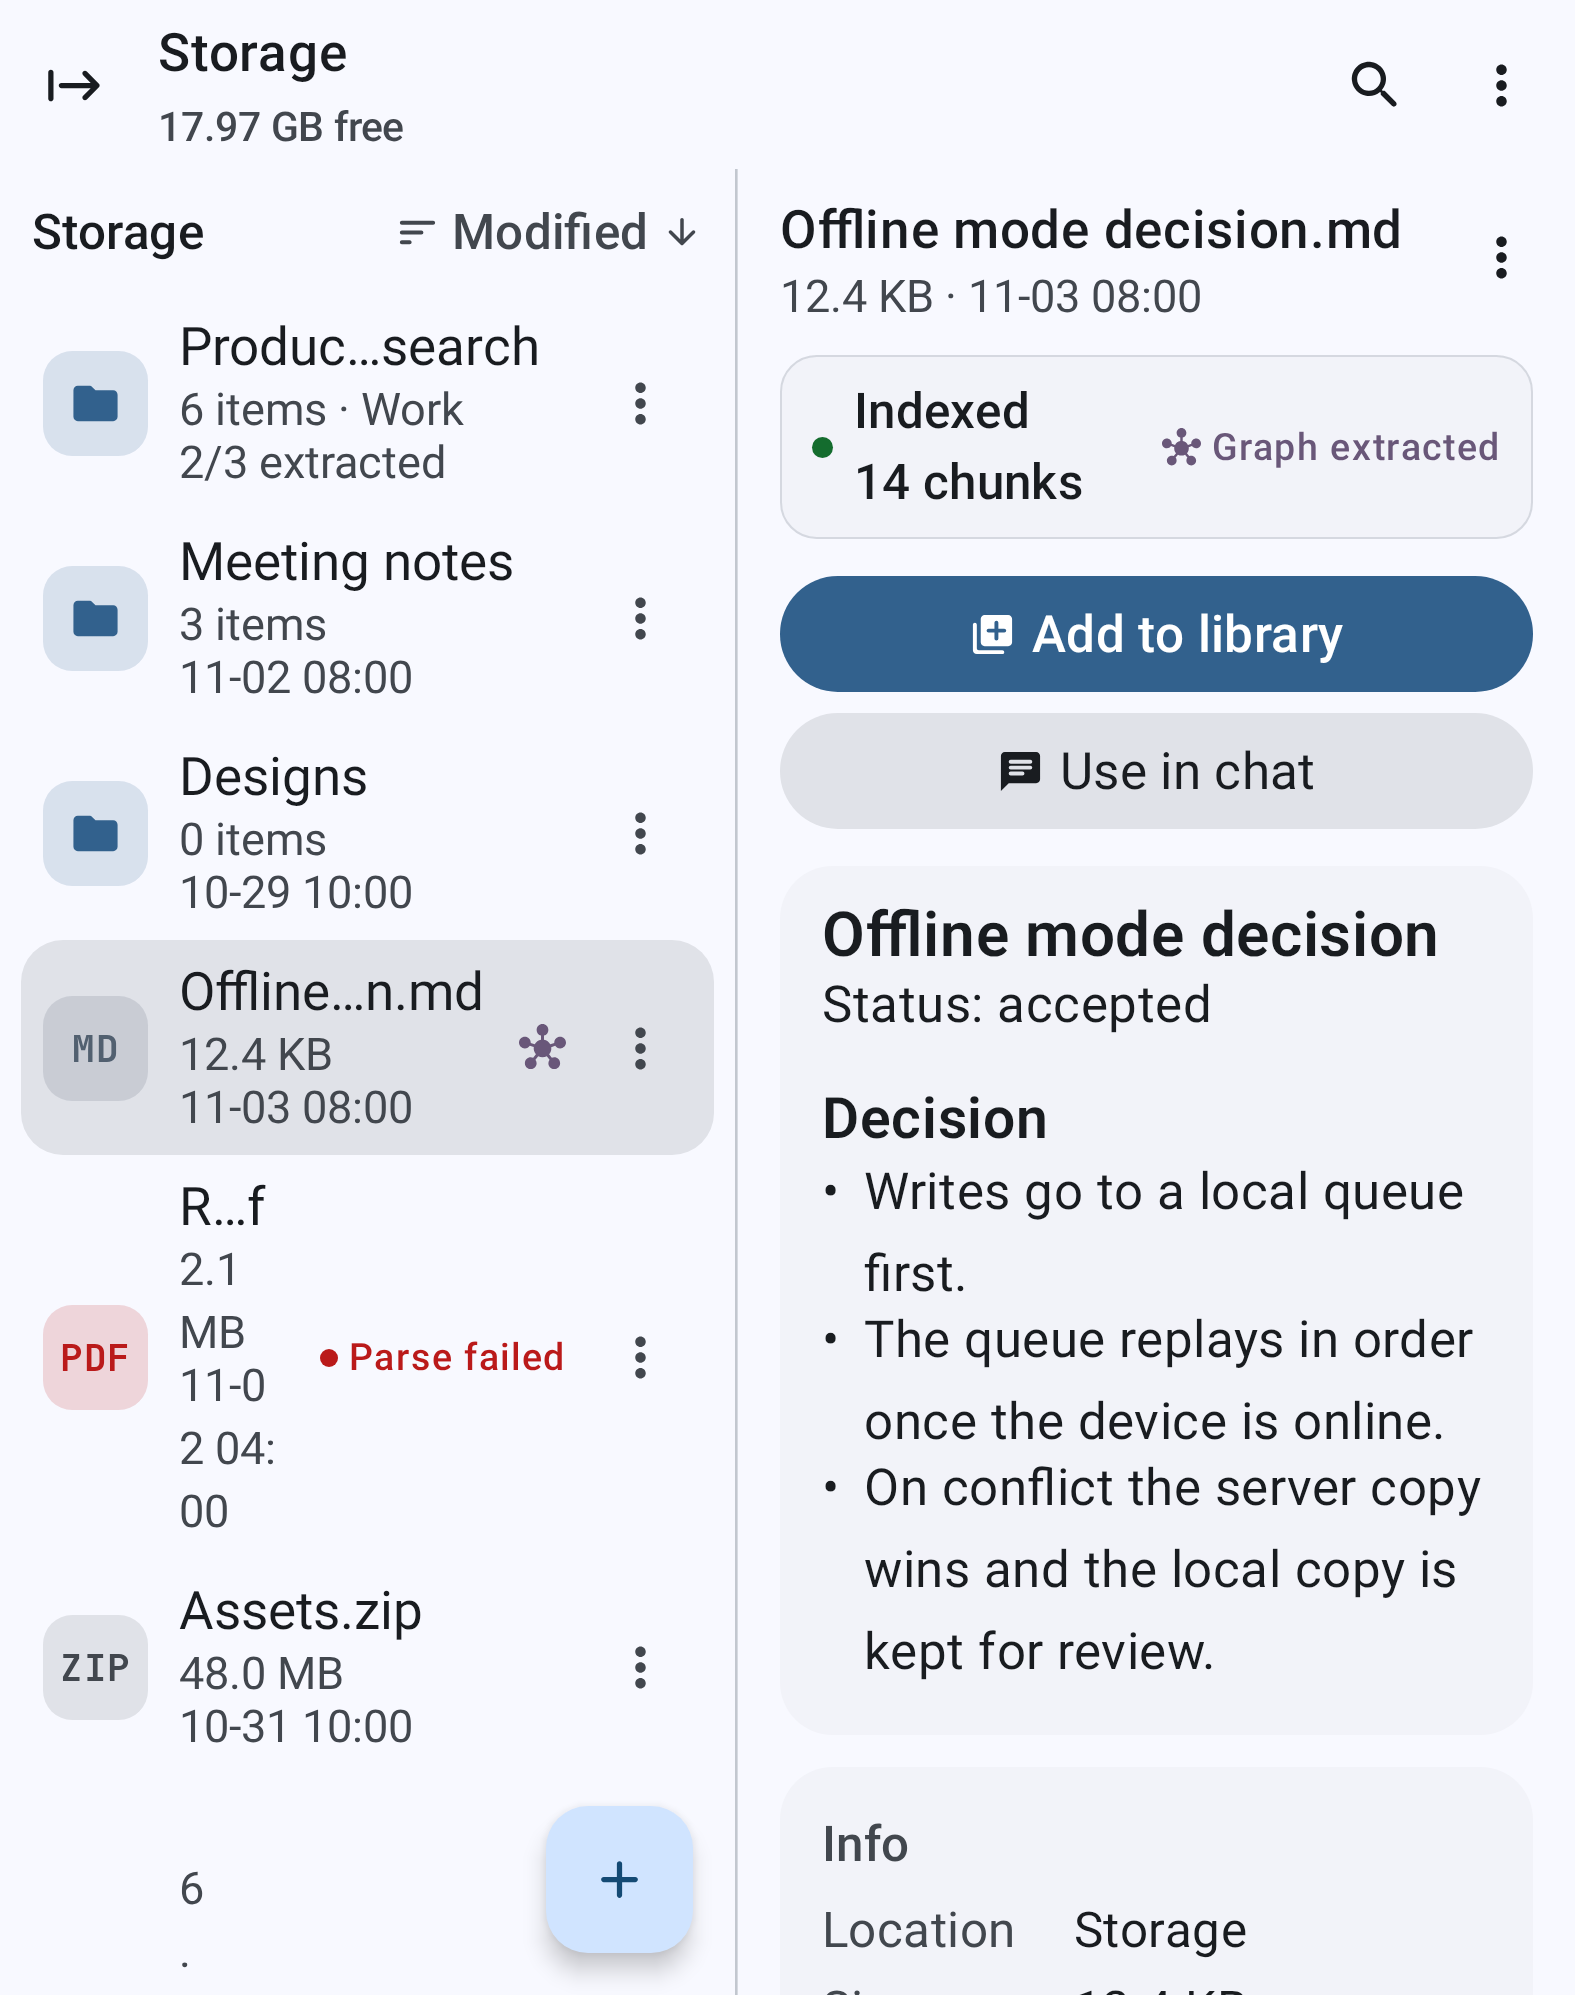 Storage
17.97 GB free
Storage
Modified
Produc...search
6 items · Work
2/3 extracted
Meeting notes
3 items
11-02 08:00
Designs
0 items
10-29 10:00
MD
Offline...n.md
12.4 KB
11-03 08:00
PDF
R...f
2.1
MB
11-0
2 04:
00
Parse failed
ZIP
Assets.zip
48.0 MB
10-31 10:00
6
.
Offline mode decision.md
12.4 KB · 11-03 08:00
Indexed
14 chunks
Graph extracted
Add to library
Use in chat
Offline mode decision
Status: accepted
Decision
• Writes go to a local queue
first.
• The queue replays in order
once the device is online.
• On conflict the server copy
wins and the local copy is
kept for review.
Info
Location Storage